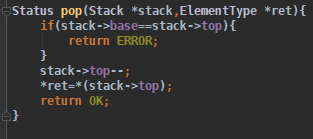 Status pop(Stack *stack,ElementType *ret){
    if(stack->base==stack->top){
        return ERROR;
    }
    stack->top--;
    *ret=*(stack->top);
    return OK;
}